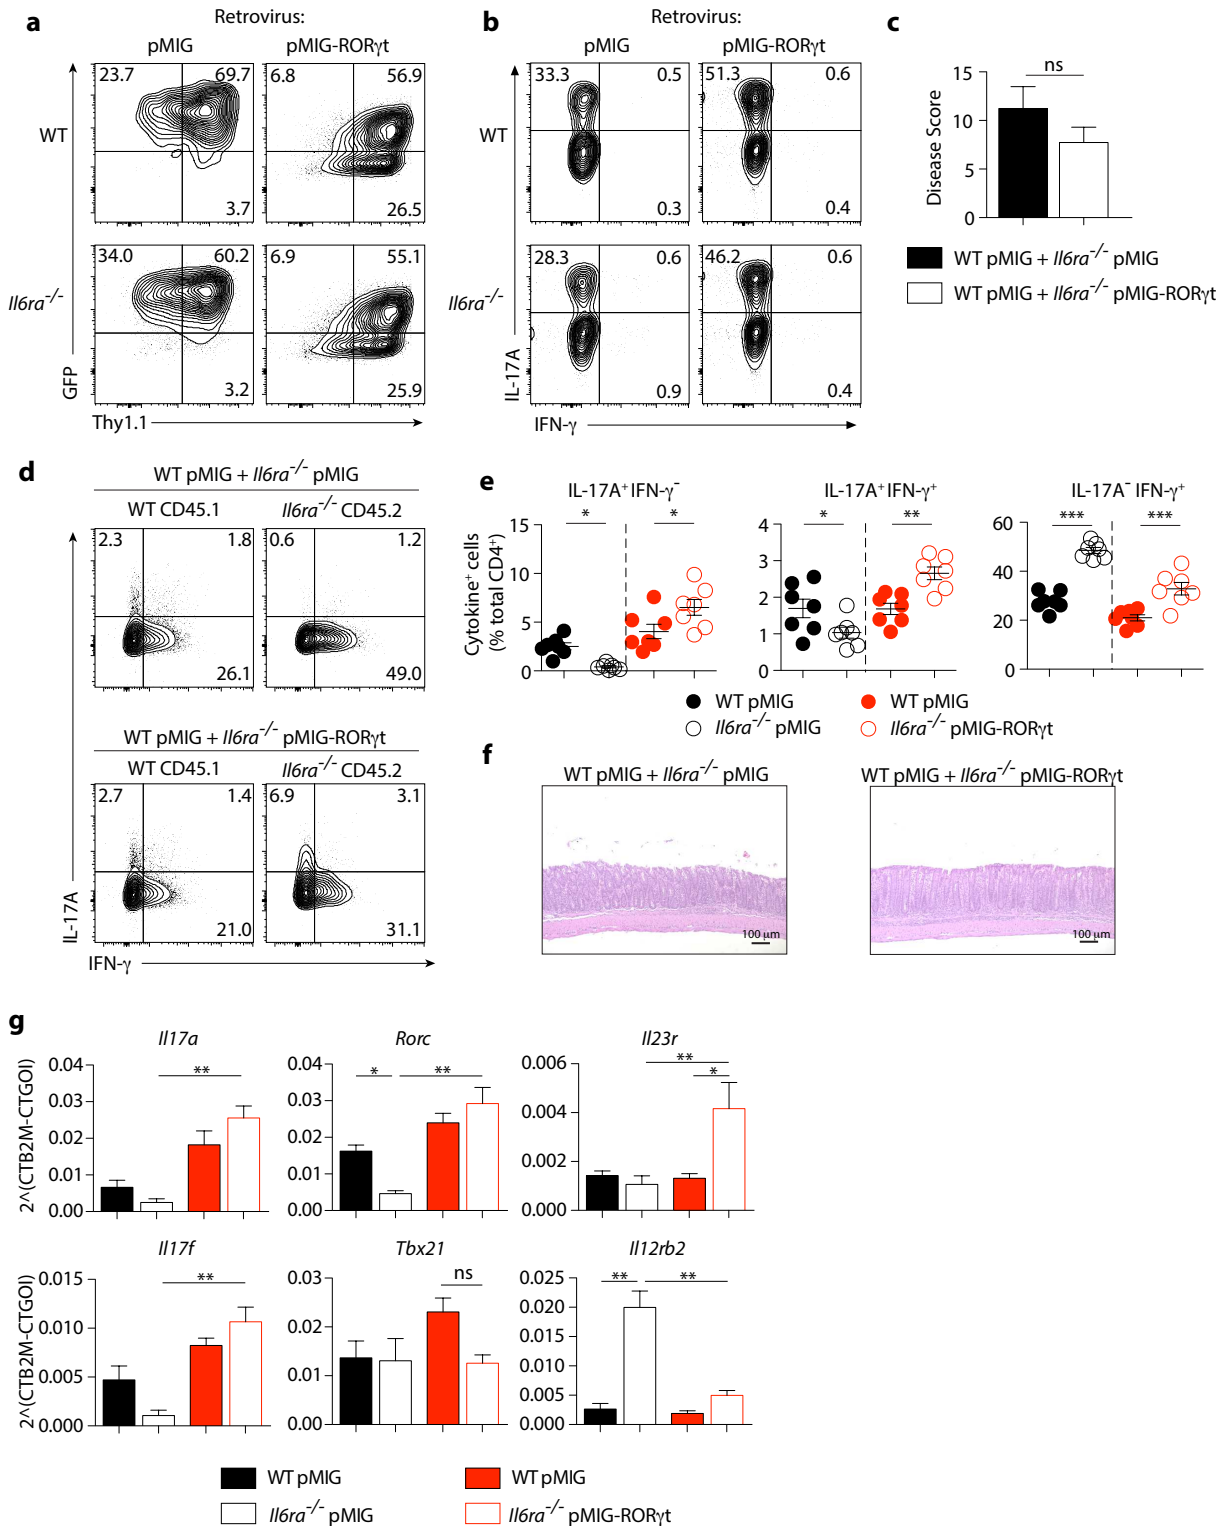 a
Retrovirus:
pMIG
pMIG-RORγt
WT
23.7
69.7
3.7
6.8
56.9
26.5
Il6ra-/-
34.0
60.2
3.2
6.9
55.1
25.9
GFP
Thy1.1
b
Retrovirus:
pMIG
pMIG-RORγt
WT
33.3
0.5
0.3
51.3
0.6
0.4
Il6ra-/-
28.3
0.6
0.9
46.2
0.6
0.4
IL-17A
IFN-γ
c
ns
Disease Score
15
10
5
0
WT pMIG + Il6ra-/- pMIG
WT pMIG + Il6ra-/- pMIG-RORγt
d
WT pMIG + Il6ra-/- pMIG
WT CD45.1
Il6ra-/- CD45.2
2.3
1.8
26.1
0.6
1.2
49.0
WT pMIG + Il6ra-/- pMIG-RORγt
WT CD45.1
Il6ra-/- CD45.2
2.7
1.4
21.0
6.9
3.1
31.1
IL-17A
IFN-γ
e
Cytokine+ cells
(% total CD4+)
IL-17A+IFN-γ-
*
*
15
10
5
0
IL-17A+IFN-γ+
*
**
4
3
2
1
0
IL-17A- IFN-γ+
***
***
60
40
20
0
WT pMIG
WT pMIG
Il6ra-/- pMIG
Il6ra-/- pMIG-RORγt
f
WT pMIG + Il6ra-/- pMIG
100 μm
WT pMIG + Il6ra-/- pMIG-RORγt
100 μm
g
2^(CTB2M-CTGOI)
Il17a
**
0.04
0.03
0.02
0.01
0.00
Rorc
*
**
0.04
0.03
0.02
0.01
0.00
Il23r
**
*
0.006
0.004
0.002
0.000
2^(CTB2M-CTGOI)
Il17f
**
0.015
0.010
0.005
0.000
Tbx21
ns
0.03
0.02
0.01
0.00
Il12rb2
**
**
0.025
0.020
0.015
0.010
0.005
0.000
WT pMIG
WT pMIG
Il6ra-/- pMIG
Il6ra-/- pMIG-RORγt